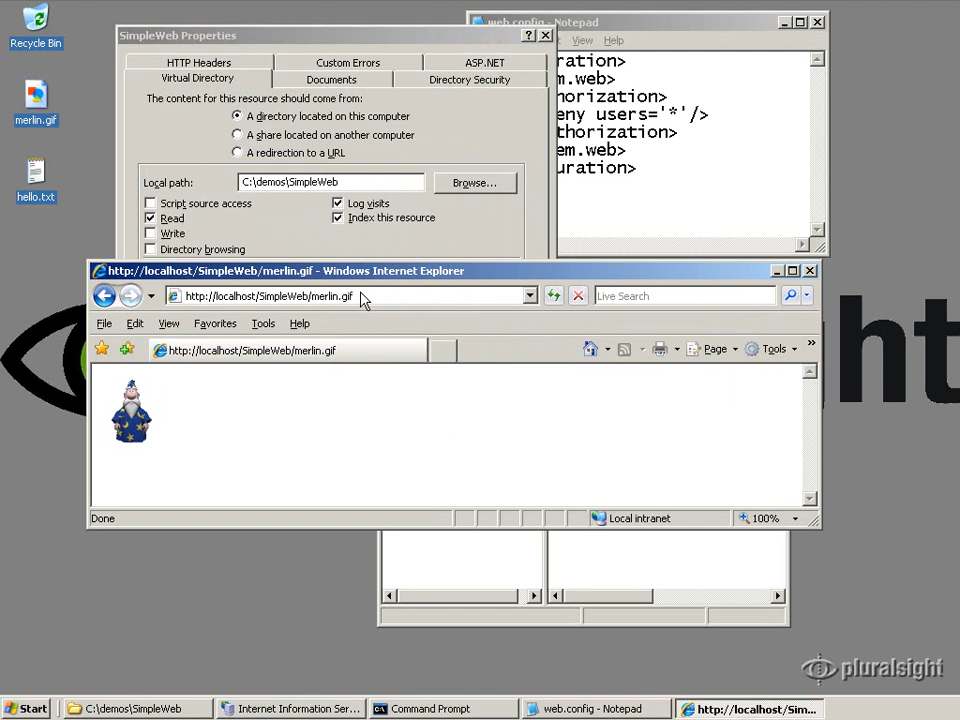 Recycle Bin
merlin.gif
hello.txt
SimpleWeb Properties
HTTP Headers
Custom Errors
ASP.NET
Virtual Directory
Documents
Directory Security
The content for this resource should come from:
A directory located on this computer
A share located on another computer
A redirection to a URL
Local path:
C:\demos\SimpleWeb
Browse...
Script source access
Log visits
Read
Index this resource
Write
Directory browsing
web.config - Notepad
View Help
ration>
m.web>
horization>
eny users='*'/>
thorization>
em.web>
uration>
http://localhost/SimpleWeb/merlin.gif - Windows Internet Explorer
http://localhost/SimpleWeb/merlin.gif
Live Search
File Edit View Favorites Tools Help
http://localhost/SimpleWeb/merlin.gif
Page Tools
Done
Local intranet
100%
ht
pluralsight
Start
C:\demos\SimpleWeb
Internet Information Ser...
Command Prompt
web.config - Notepad
http://localhost/Sim...